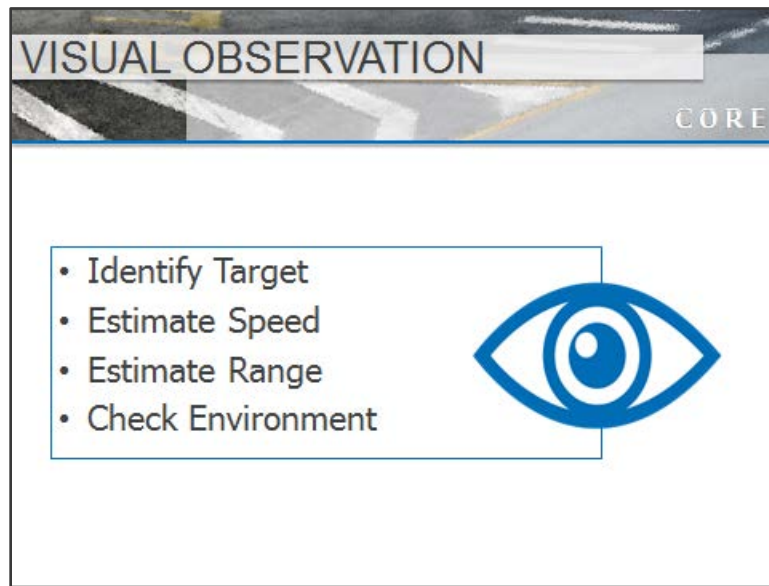 VISUAL OBSERVATION
CORE
• Identify Target
• Estimate Speed
• Estimate Range
• Check Environment